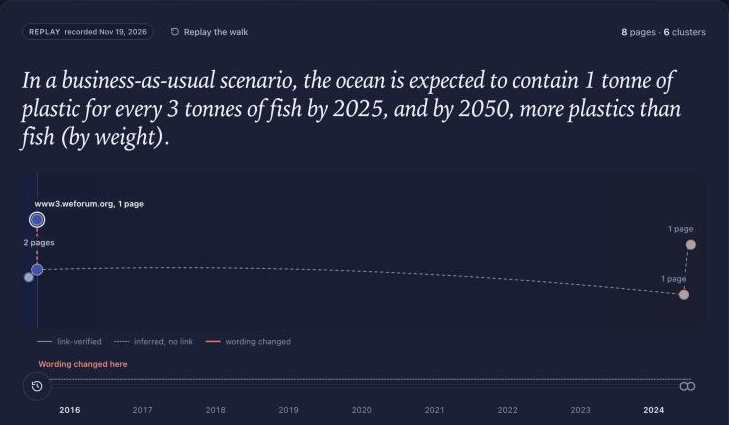 REPLAY recorded Nov 19, 2026
Replay the walk
8 pages · 6 clusters
In a business-as-usual scenario, the ocean is expected to contain 1 tonne of
plastic for every 3 tonnes of fish by 2025, and by 2050, more plastics than
fish (by weight).
www3.weforum.org, 1 page
2 pages
1 page
1 page
link-verified
inferred, no link
wording changed
Wording changed here
2016 2017 2018 2019 2020 2021 2022 2023 2024